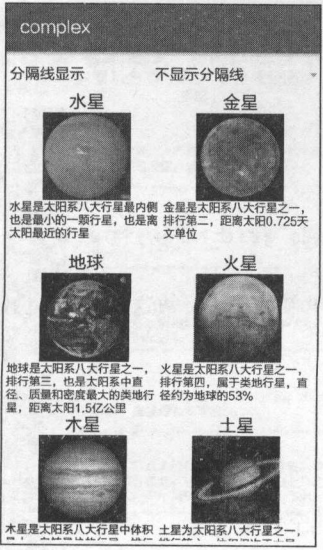 complex
分隔线显示
不显示分隔线
水星
金星
水星是太阳系八大行星最内侧
也是最小的一颗行星，也是离
太阳最近的行星
金星是太阳系八大行星之一，
排行第二，距离太阳0.725天
文单位
地球
火星
地球是太阳系八大行星之一，
排行第三，也是太阳系中直
径、质量和密度最大的类地行
星，距离太阳1.5亿公里
火星是太阳系八大行星之一，
排行第四，属于类地行星，直
径约为地球的53%
木星
土星
木星是太阳系八大行星中体积
土星为太阳系八大行星之一，